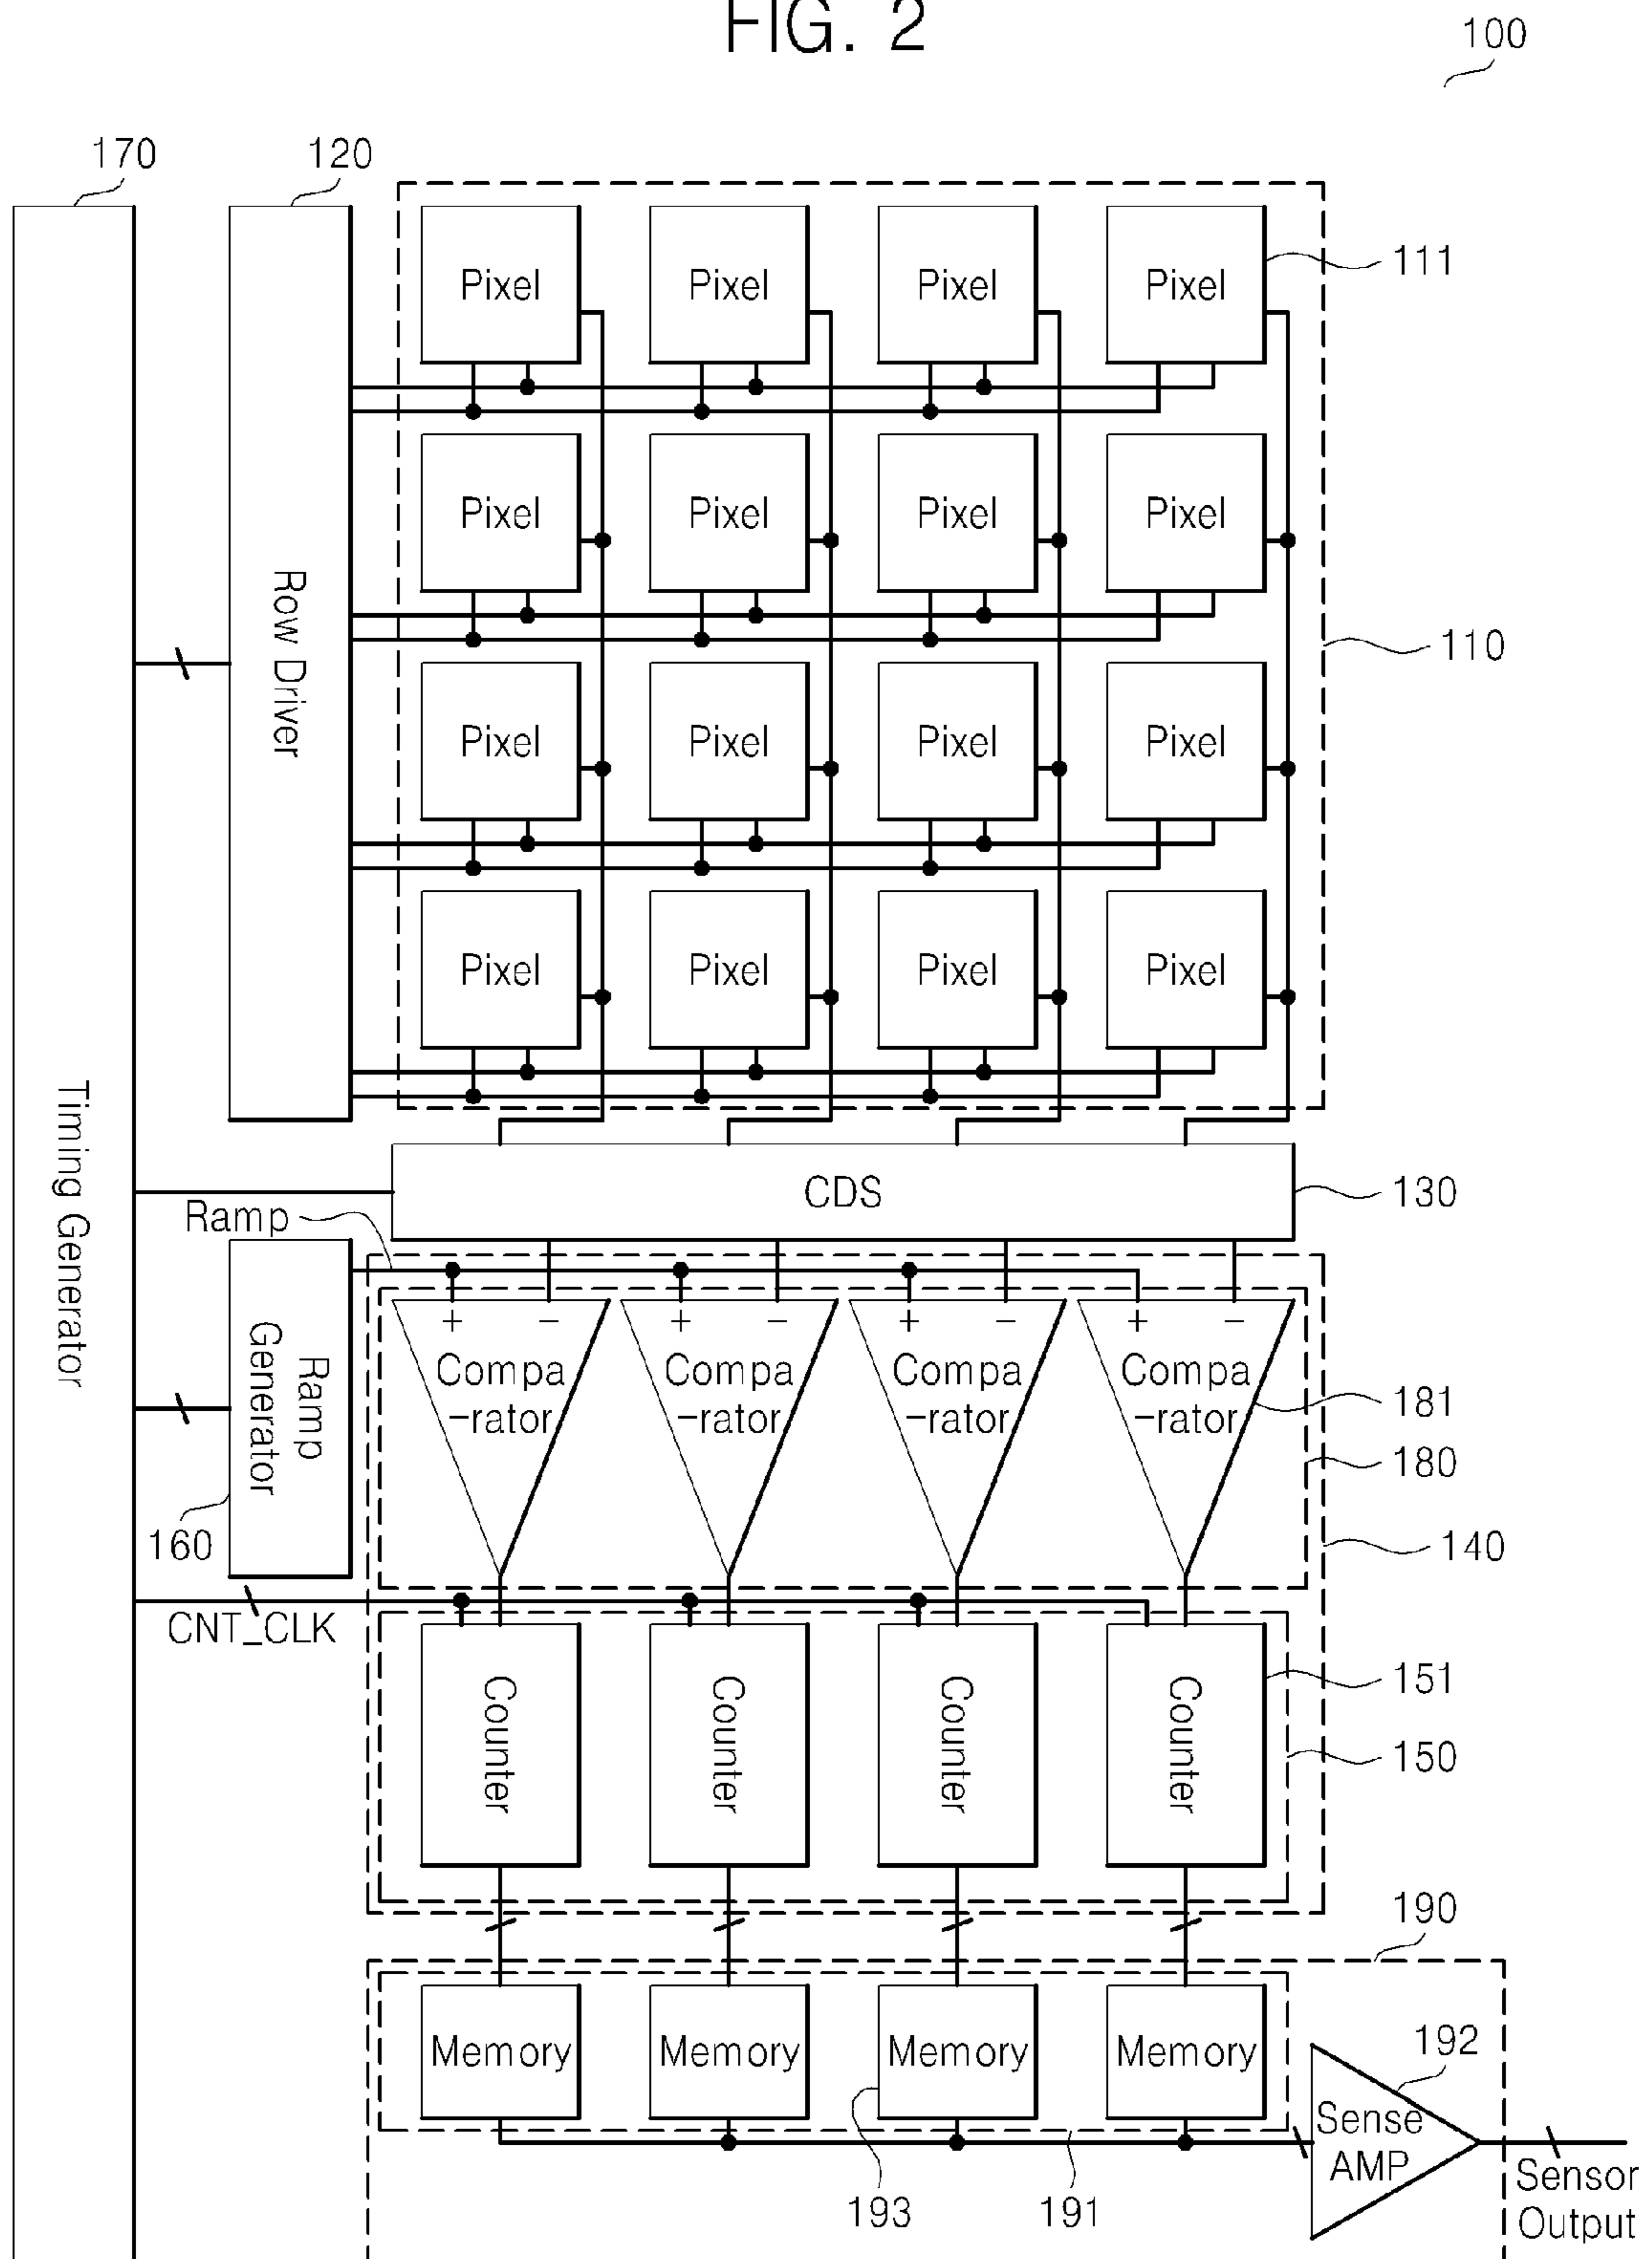 FIG. 2
100
170
120
Pixel Pixel Pixel Pixel
111
Pixel Pixel Pixel Pixel
Row Driver
110
Pixel Pixel Pixel Pixel
Pixel Pixel Pixel Pixel
Timing Generator
CDS
130
Ramp
Ramp
Generator
+ − + − + − + −
Compa Compa Compa Compa
-rator -rator -rator -rator
181
180
160
140
CNT_CLK
Counter Counter Counter Counter
151
150
190
Memory Memory Memory Memory
192
Sense
AMP
193
191
Sensor
Output